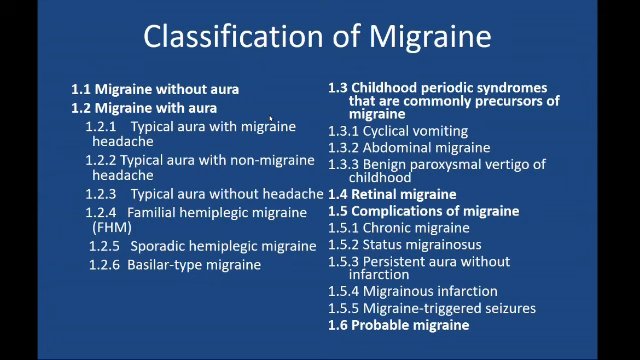 Classification of Migraine
1.1 Migraine without aura
1.2 Migraine with aura
1.2.1 Typical aura with migraine
headache
1.2.2 Typical aura with non-migraine
headache
1.2.3 Typical aura without headache
1.2.4 Familial hemiplegic migraine
(FHM)
1.2.5 Sporadic hemiplegic migraine
1.2.6 Basilar-type migraine
1.3 Childhood periodic syndromes
that are commonly precursors of
migraine
1.3.1 Cyclical vomiting
1.3.2 Abdominal migraine
1.3.3 Benign paroxysmal vertigo of
childhood
1.4 Retinal migraine
1.5 Complications of migraine
1.5.1 Chronic migraine
1.5.2 Status migrainosus
1.5.3 Persistent aura without
infarction
1.5.4 Migrainous infarction
1.5.5 Migraine-triggered seizures
1.6 Probable migraine